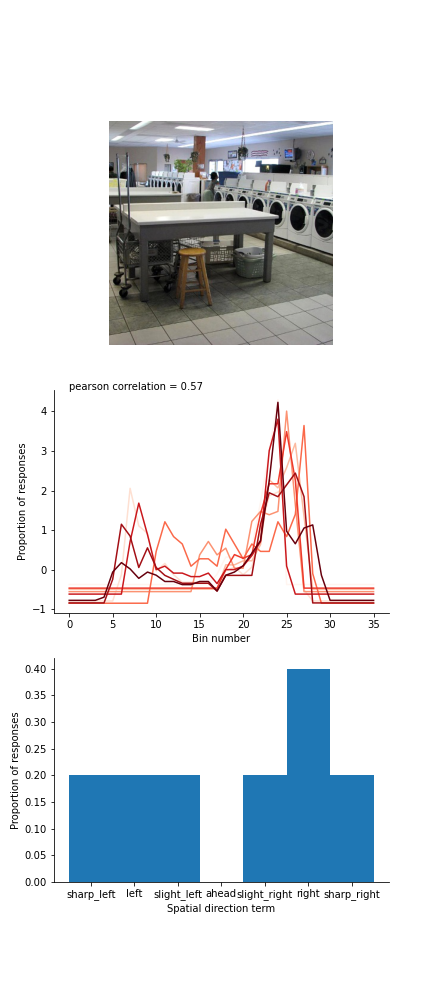 pearson correlation = 0.57
4
3
2
1
0
−1
Proportion of responses
0 5 10 15 20 25 30 35
Bin number
0.40
0.35
0.30
0.25
0.20
0.15
0.10
0.05
0.00
Proportion of responses
sharp_left left slight_left ahead slight_right right sharp_right
Spatial direction term